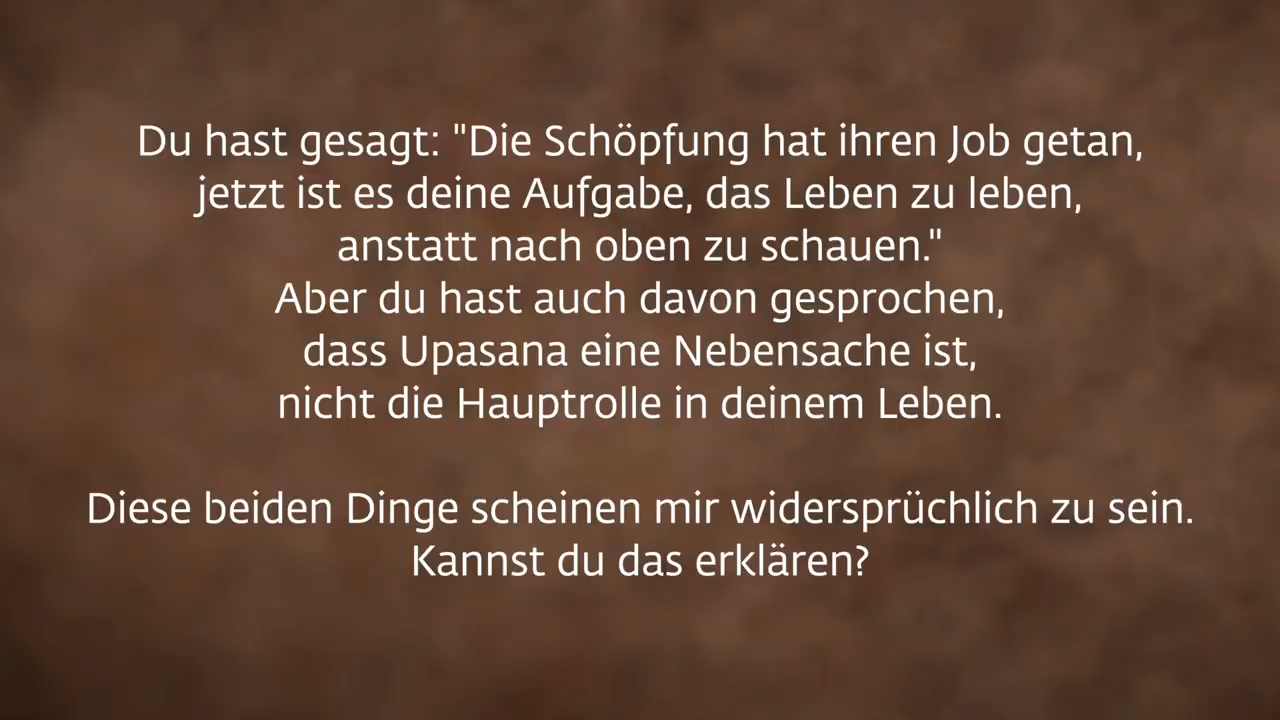 Du hast gesagt: "Die Schöpfung hat ihren Job getan,
jetzt ist es deine Aufgabe, das Leben zu leben,
anstatt nach oben zu schauen."
Aber du hast auch davon gesprochen,
dass Upasana eine Nebensache ist,
nicht die Hauptrolle in deinem Leben.
Diese beiden Dinge scheinen mir widersprüchlich zu sein.
Kannst du das erklären?